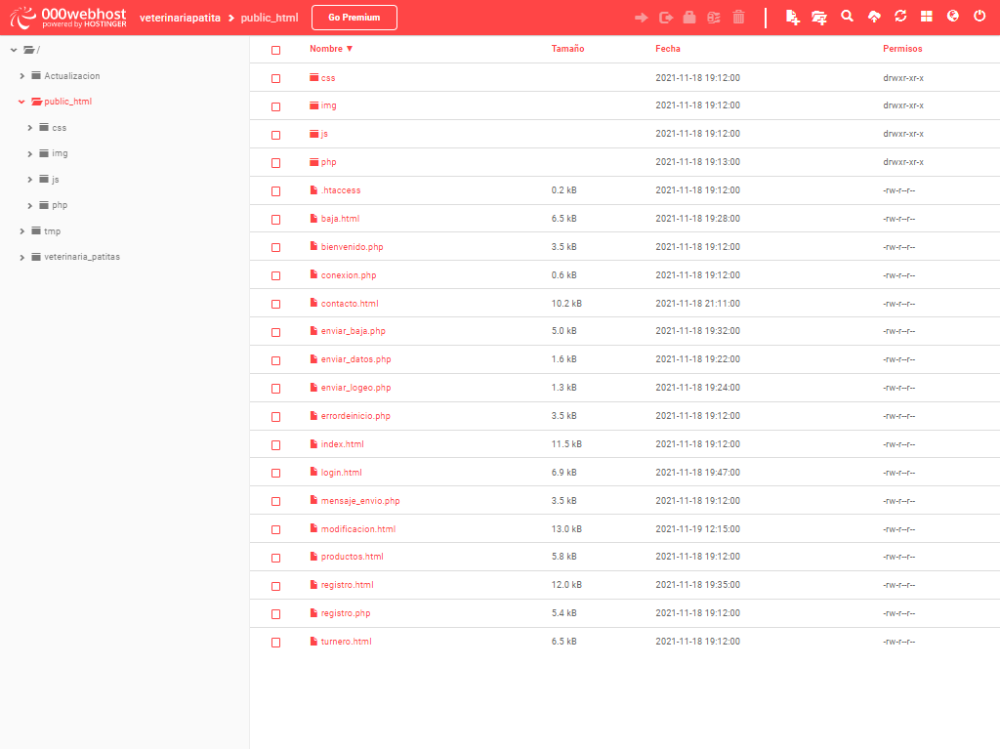 000webhost
powered by HOSTINGER
veterinariapatita > public_html
Go Premium
/
Actualizacion
public_html
css
img
js
php
tmp
veterinaria_patitas
Nombre ▼ Tamaño Fecha Permisos
css 2021-11-18 19:12:00 drwxr-xr-x
img 2021-11-18 19:12:00 drwxr-xr-x
js 2021-11-18 19:12:00 drwxr-xr-x
php 2021-11-18 19:13:00 drwxr-xr-x
.htaccess 0.2 kB 2021-11-18 19:12:00 -rw-r--r--
baja.html 6.5 kB 2021-11-18 19:28:00 -rw-r--r--
bienvenido.php 3.5 kB 2021-11-18 19:12:00 -rw-r--r--
conexion.php 0.6 kB 2021-11-18 19:12:00 -rw-r--r--
contacto.html 10.2 kB 2021-11-18 21:11:00 -rw-r--r--
enviar_baja.php 5.0 kB 2021-11-18 19:32:00 -rw-r--r--
enviar_datos.php 1.6 kB 2021-11-18 19:22:00 -rw-r--r--
enviar_logeo.php 1.3 kB 2021-11-18 19:24:00 -rw-r--r--
errordeinicio.php 3.5 kB 2021-11-18 19:12:00 -rw-r--r--
index.html 11.5 kB 2021-11-18 19:12:00 -rw-r--r--
login.html 6.9 kB 2021-11-18 19:47:00 -rw-r--r--
mensaje_envio.php 3.5 kB 2021-11-18 19:12:00 -rw-r--r--
modificacion.html 13.0 kB 2021-11-19 12:15:00 -rw-r--r--
productos.html 5.8 kB 2021-11-18 19:12:00 -rw-r--r--
registro.html 12.0 kB 2021-11-18 19:35:00 -rw-r--r--
registro.php 5.4 kB 2021-11-18 19:12:00 -rw-r--r--
turnero.html 6.5 kB 2021-11-18 19:12:00 -rw-r--r--